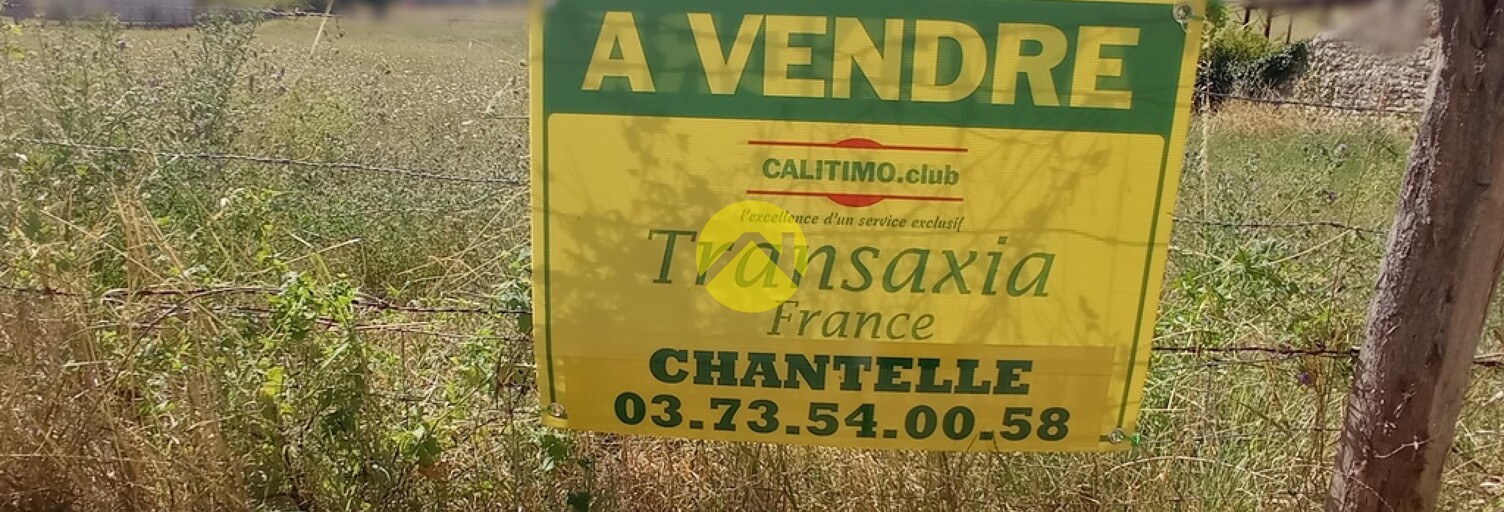 A VENDRE
CALITIMO.club
l'excellence d'un service exclusif
Transaxia
France
CHANTELLE
03.73.54.00.58